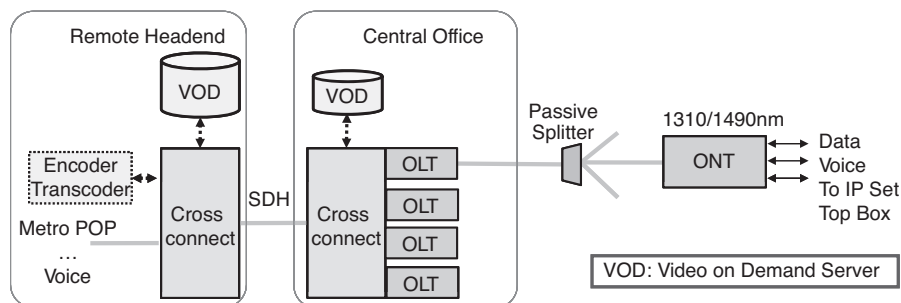 Remote Headend
VOD
Encoder
Transcoder
Metro POP
...
Voice
Cross
connect
SDH
Central Office
VOD
Cross
connect
OLT
OLT
OLT
OLT
Passive
Splitter
1310/1490nm
ONT
Data
Voice
To IP Set
Top Box
VOD: Video on Demand Server